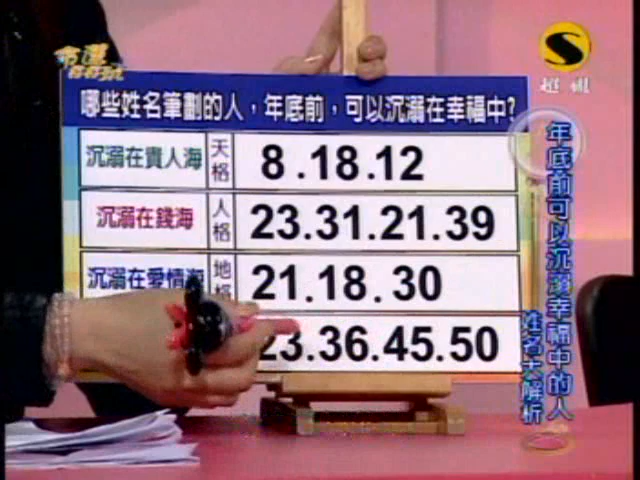 命運好好玩
超視
哪些姓名筆劃的人，年底前，可以沉溺在幸福中?
沉溺在貴人海 天格 8.18.12
沉溺在錢海 人格 23.31.21.39
沉溺在愛情海 地格 21.18.30
23.36.45.50
年底前可以沉溺幸福中的人
姓名大解析